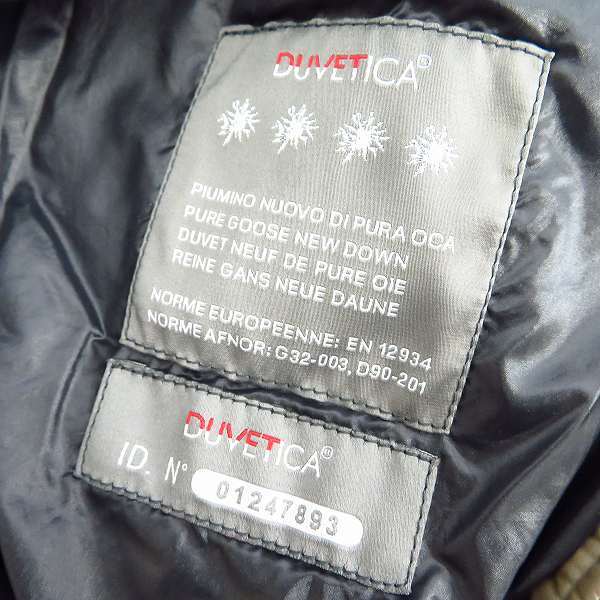 DUVETICA®
PIUMINO NUOVO DI PURA OCA
PURE GOOSE NEW DOWN
DUVET NEUF DE PURE OIE
REINE GANS NEUE DAUNE
NORME EUROPEENNE: EN 12934
NORME AFNOR: G32-003, D90-201
DUVETICA®
ID. N° 01247893